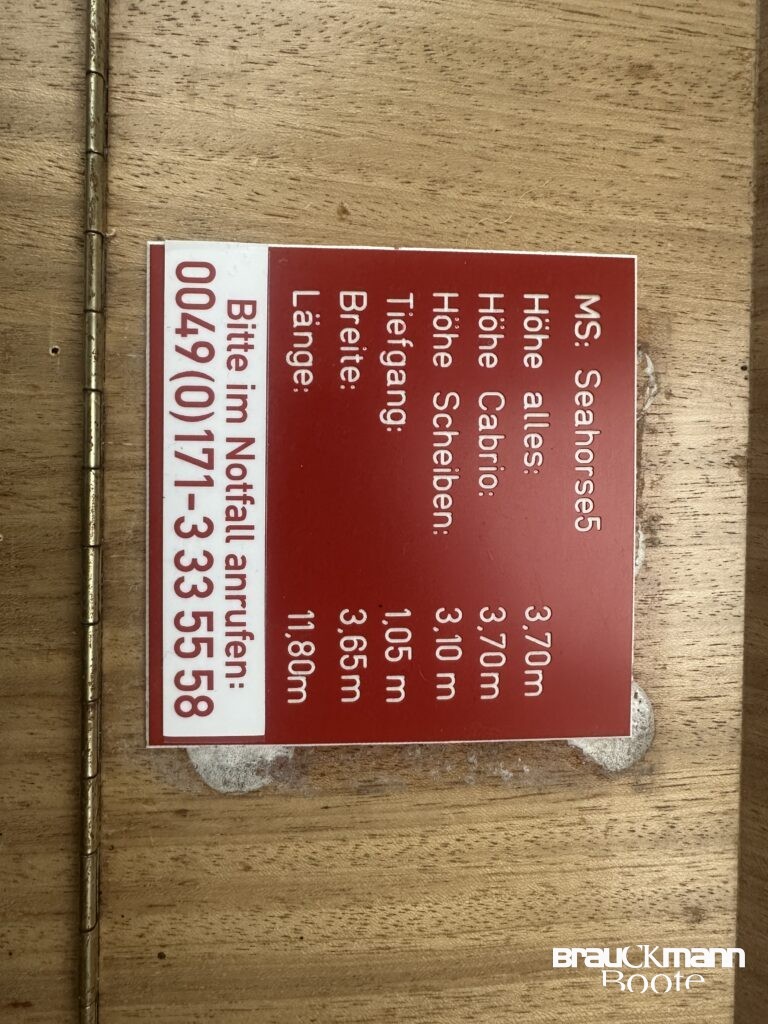 MS: Seahorse5
Höhe alles: 3,70m
Höhe Cabrio: 3,70m
Höhe Scheiben: 3,10 m
Tiefgang: 1,05 m
Breite: 3,65m
Länge: 11,80m
Bitte im Notfall anrufen:
0049(0)171-3 33 55 58
Brauckmann
Boote